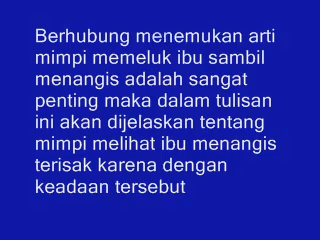 Berhubung menemukan arti
mimpi memeluk ibu sambil
menangis adalah sangat
penting maka dalam tulisan
ini akan dijelaskan tentang
mimpi melihat ibu menangis
terisak karena dengan
keadaan tersebut